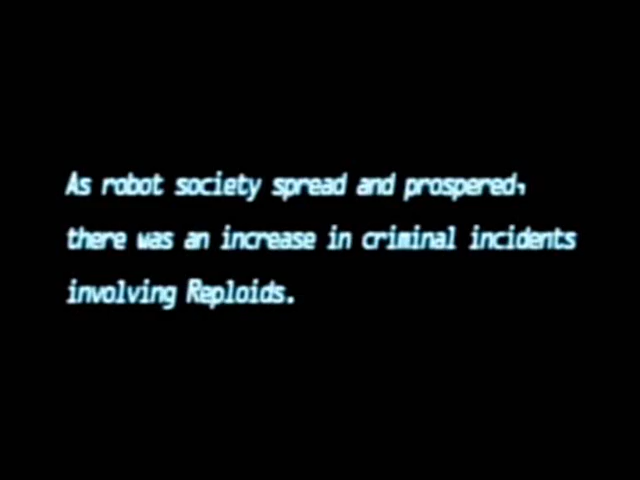 As robot society spread and prospered,
there was an increase in criminal incidents
involving Reploids.